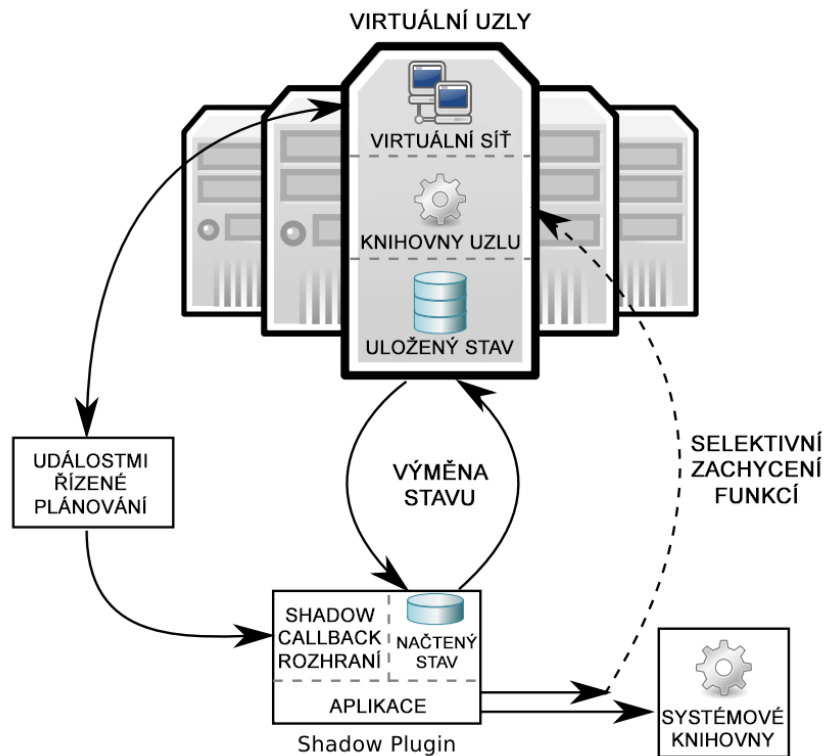 VIRTUÁLNÍ UZLY
VIRTUÁLNÍ SÍŤ
KNIHOVNY UZLU
ULOŽENÝ STAV
UDÁLOSTMI
ŘÍZENÉ
PLÁNOVÁNÍ
VÝMĚNA
STAVU
SELEKTIVNÍ
ZACHYCENÍ
FUNKCÍ
SHADOW
CALLBACK
ROZHRANÍ
NAČTENÝ
STAV
APLIKACE
Shadow Plugin
SYSTÉMOVÉ
KNIHOVNY